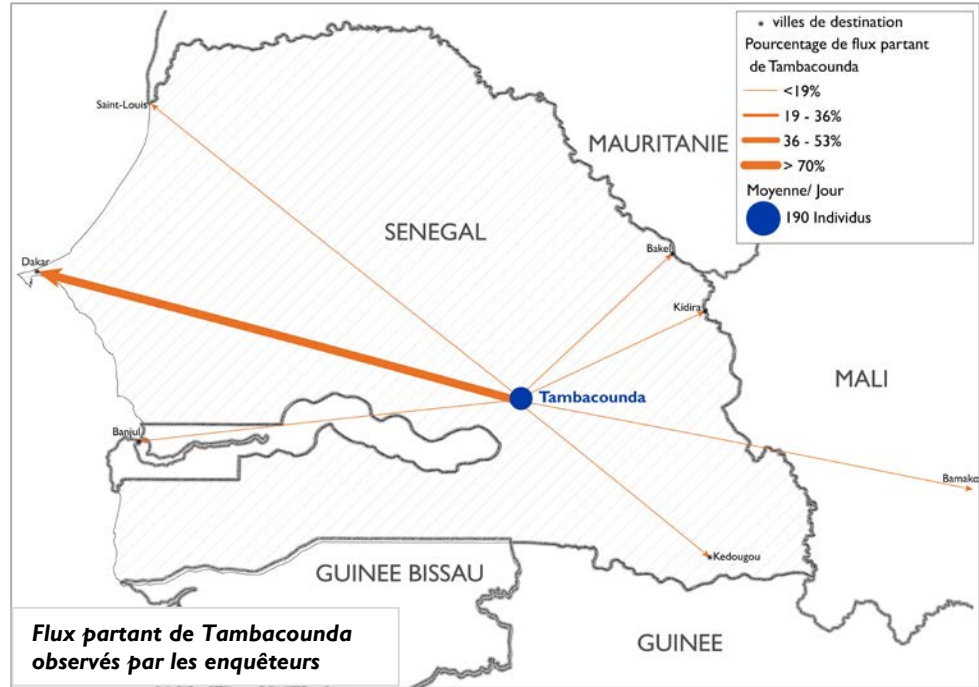 villes de destination
Pourcentage de flux partant
de Tambacounda
<19%
19 - 36%
36 - 53%
> 70%
Moyenne/ Jour
190 Individus
Saint-Louis
MAURITANIE
SENEGAL
Bakel
Dakar
Kidira
MALI
Tambacounda
Banjul
Bamako
Kedougou
GUINEE BISSAU
GUINEE
Flux partant de Tambacounda
observés par les enquêteurs